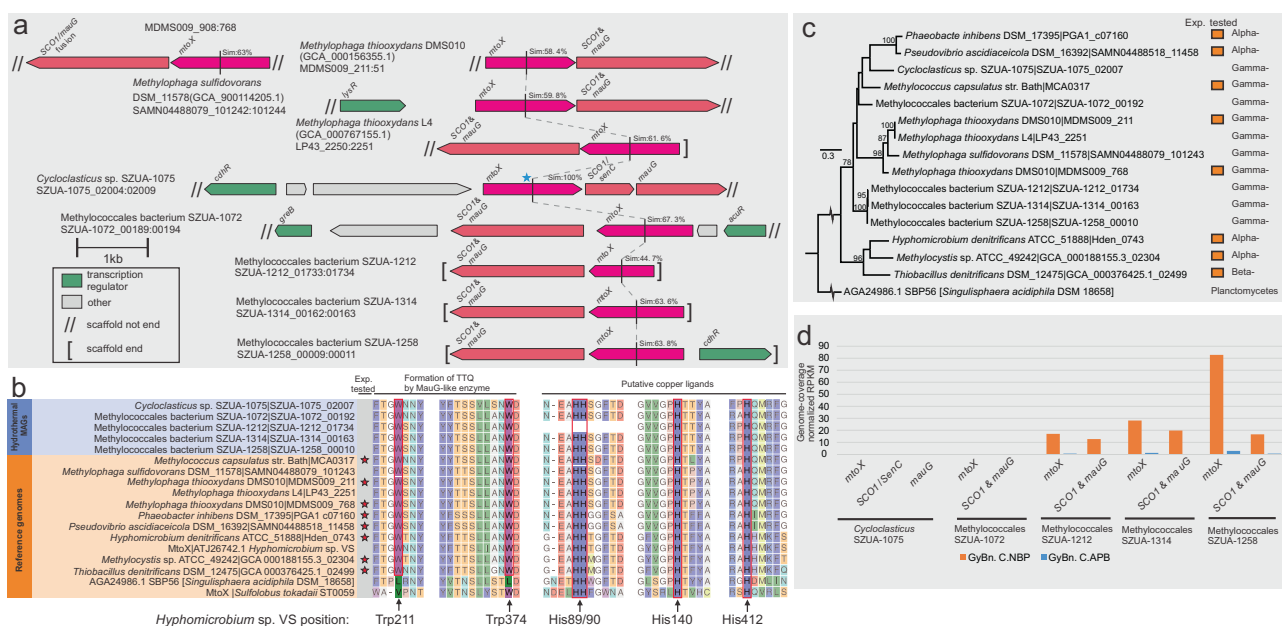 a
SCO1/mauG
fusion
mtoX
MDMS009_908:768
Sim:63%
Methylophaga sulfidovorans
DSM_11578(GCA_900114205.1)
SAMN04488079_101242:101244
Methylophaga thiooxydans DMS010
(GCA_000156355.1)
MDMS009_211:51
mtoX
Sim:58.4%
SCO1&
mauG
lysR
Methylophaga thiooxydans L4
(GCA_000767155.1)
LP43_2250:2251
mtoX
Sim:59.8%
SCO1&
mauG
SCO1&
mauG
mtoX
Sim:61.6%
Cycloclasticus sp. SZUA-1075
SZUA-1075_02004:02009
cdhR
mtoX
Sim:100%
SCO1/
senC
mauG
Methylococcales bacterium SZUA-1072
SZUA-1072_00189:00194
greB
SCO1&
mauG
mtoX
Sim:67.3%
acuR
1kb
transcription
regulator
other
scaffold not end
scaffold end
Methylococcales bacterium SZUA-1212
SZUA-1212_01733:01734
SCO1&
mauG
mtoX
Sim:44.7%
Methylococcales bacterium SZUA-1314
SZUA-1314_00162:00163
SCO1&
mauG
mtoX
Sim:63.6%
Methylococcales bacterium SZUA-1258
SZUA-1258_00009:00011
SCO1&
mauG
mtoX
Sim:63.8%
cdhR
b
Exp.
tested
Formation of TTQ
by MauG-like enzyme
Putative copper ligands
Hydrothermal
MAGs
Reference genomes
Cycloclasticus sp. SZUA-1075|SZUA-1075_02007
Methylococcales bacterium SZUA-1072|SZUA-1072_00192
Methylococcales bacterium SZUA-1212|SZUA-1212_01734
Methylococcales bacterium SZUA-1314|SZUA-1314_00163
Methylococcales bacterium SZUA-1258|SZUA-1258_00010
Methylococcus capsulatus str. Bath|MCA0317
Methylophaga sulfidovorans DSM_11578|SAMN04488079_101243
Methylophaga thiooxydans DMS010|MDMS009_211
Methylophaga thiooxydans L4|LP43_2251
Methylophaga thiooxydans DMS010|MDMS009_768
Phaeobacter inhibens DSM_17395|PGA1 c07160
Pseudovibrio asidiaceicola DSM_16392|SAMN04488518_11458
Hyphomicrobium denitrificans ATCC_51888|Hden_0743
MtoX|ATJ26742.1 Hyphomicrobium sp. VS
Methylocystis sp. ATCC_49242|GCA 000188155.3_02304
Thiobacillus denitrificans DSM_12475|GCA 000376425.1_02499
AGA24986.1 SBP56 [Singulisphaera acidiphila DSM_18658]
MtoX |Sulfolobus tokadaii ST0059
Hyphomicrobium sp. VS position:
Trp211
Trp374
His89/90
His140
His412
c
Exp. tested
Phaeobate inhibens DSM_17395|PGA1_c07160
Alpha-
Pseudovibrio asidiaceicola DSM_16392|SAMN04488518_11458
Alpha-
Cycloclasticus sp. SZUA-1075|SZUA-1075_02007
Gamma-
Methylococcus capsulatus str. Bath|MCA0317
Gamma-
Methylococcales bacterium SZUA-1072|SZUA-1072_00192
Gamma-
Methylophaga thiooxydans DMS010|MDMS009_211
Gamma-
Methylophaga thiooxydans L4|LP43_2251
Gamma-
Methylophaga sulfidovorans DSM_11578|SAMN04488079_101243
Gamma-
Methylophaga thiooxydans DMS010|MDMS009_768
Gamma-
Methylococcales bacterium SZUA-1212|SZUA-1212_01734
Gamma-
Methylococcales bacterium SZUA-1314|SZUA-1314_00163
Gamma-
Methylococcales bacterium SZUA-1258|SZUA-1258_00010
Gamma-
Hyphomicrobium denitrificans ATCC_51888|Hden_0743
Alpha-
Methylocystis sp. ATCC_49242|GCA_000188155.3_02304
Alpha-
Thiobacillus denitrificans DSM_12475|GCA_000376425.1_02499
Beta-
AGA24986.1 SBP56 [Singulisphaera acidiphila DSM 18658]
Planctomycetes
0.3
100
100
87
98
78
95
100
96
d
Genome-coverage
normalized RPKM
90
80
70
60
50
40
30
20
10
0
mtoX
SCO1/SenC
mauG
mtoX
SCO1 & mauG
mtoX
SCO1 & mauG
mtoX
SCO1 & mauG
mtoX
SCO1 & mauG
Cycloclasticus
SZUA-1075
Methylococcales
SZUA-1072
Methylococcales
SZUA-1212
Methylococcales
SZUA-1314
Methylococcales
SZUA-1258
GyBn. C.NBP
GyBn. C.APB